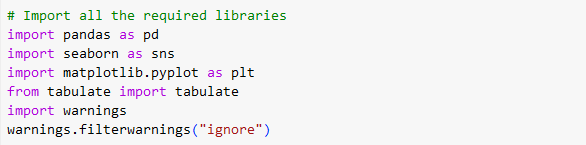 # Import all the required libraries
import pandas as pd
import seaborn as sns
import matplotlib.pyplot as plt
from tabulate import tabulate
import warnings
warnings.filterwarnings("ignore")